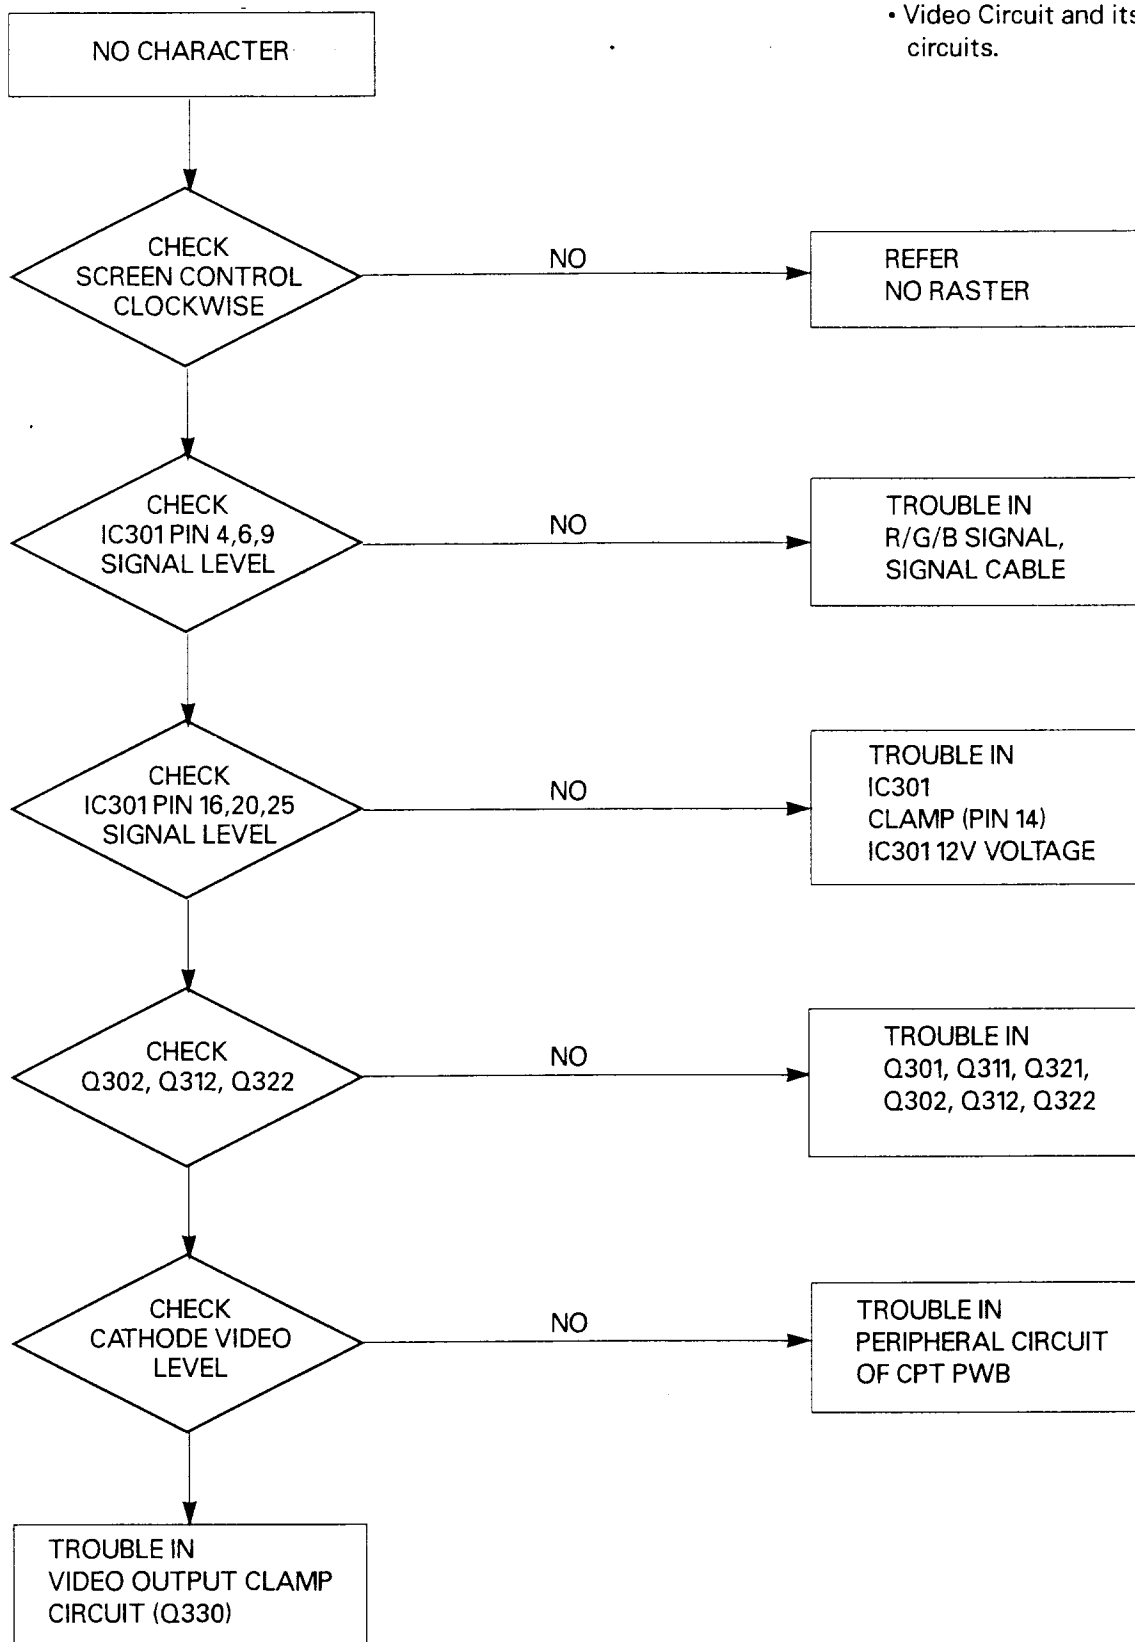 • Video Circuit and its
circuits.
NO CHARACTER
CHECK
SCREEN CONTROL
CLOCKWISE
NO
REFER
NO RASTER
CHECK
IC301 PIN 4,6,9
SIGNAL LEVEL
NO
TROUBLE IN
R/G/B SIGNAL,
SIGNAL CABLE
CHECK
IC301 PIN 16,20,25
SIGNAL LEVEL
NO
TROUBLE IN
IC301
CLAMP (PIN 14)
IC301 12V VOLTAGE
CHECK
Q302, Q312, Q322
NO
TROUBLE IN
Q301, Q311, Q321,
Q302, Q312, Q322
CHECK
CATHODE VIDEO
LEVEL
NO
TROUBLE IN
PERIPHERAL CIRCUIT
OF CPT PWB
TROUBLE IN
VIDEO OUTPUT CLAMP
CIRCUIT (Q330)